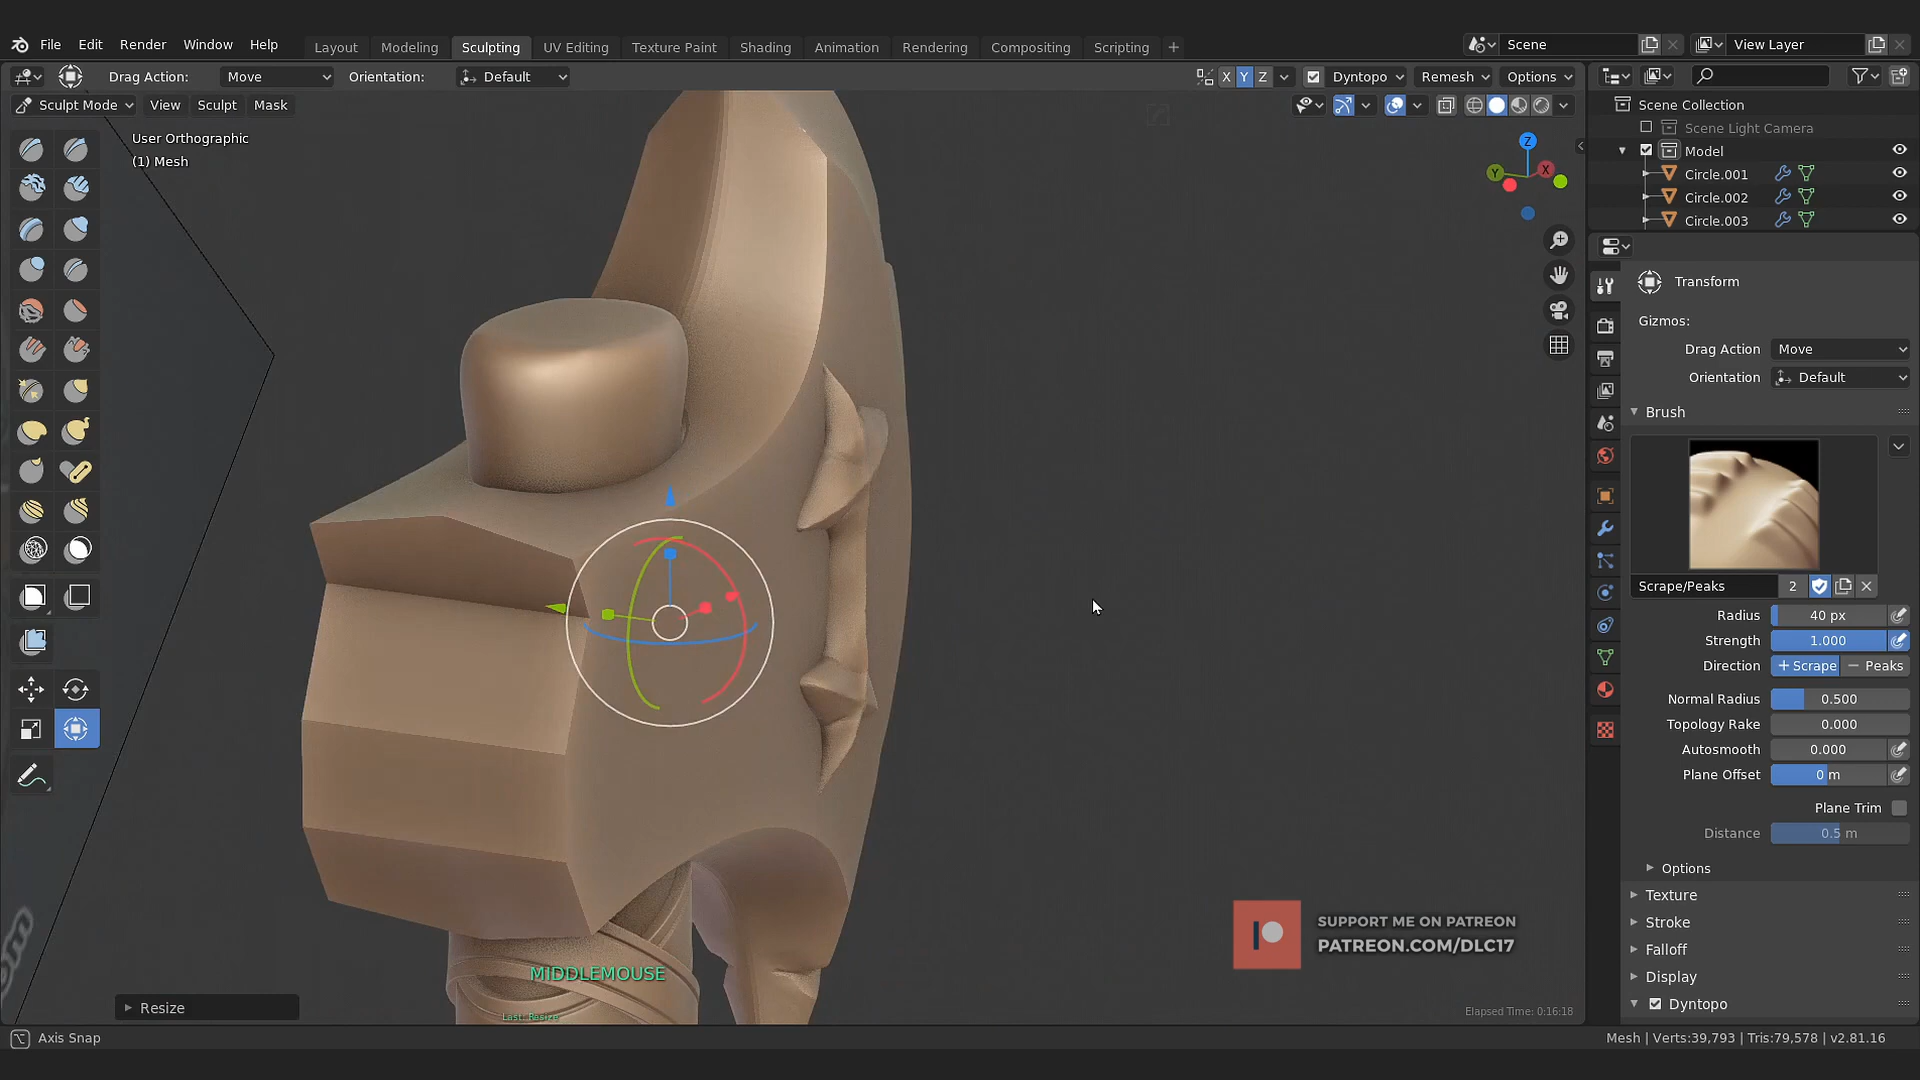 File Edit Render Window Help Layout Modeling Sculpting UV Editing Texture Paint Shading Animation Rendering Compositing Scripting + Scene View Layer
Drag Action: Move Orientation: Default X Y Z Dyntopo Remesh Options
Sculpt Mode View Sculpt Mask
User Orthographic
(1) Mesh
Z
Y
X
Scene Collection
Scene Light Camera
Model
Circle.001
Circle.002
Circle.003
Transform
Gizmos:
Drag Action Move
Orientation Default
Brush
Scrape/Peaks 2
Radius 40 px
Strength 1.000
Direction + Scrape − Peaks
Normal Radius 0.500
Topology Rake 0.000
Autosmooth 0.000
Plane Offset 0 m
Plane Trim
Distance 0.5 m
Options
Texture
Stroke
Falloff
Display
Dyntopo
SUPPORT ME ON PATREON
PATREON.COM/DLC17
MIDDLEMOUSE
Last: Resize
Resize
Elapsed Time: 0:16:18
Axis Snap
Mesh | Verts:39,793 | Tris:79,578 | v2.81.16